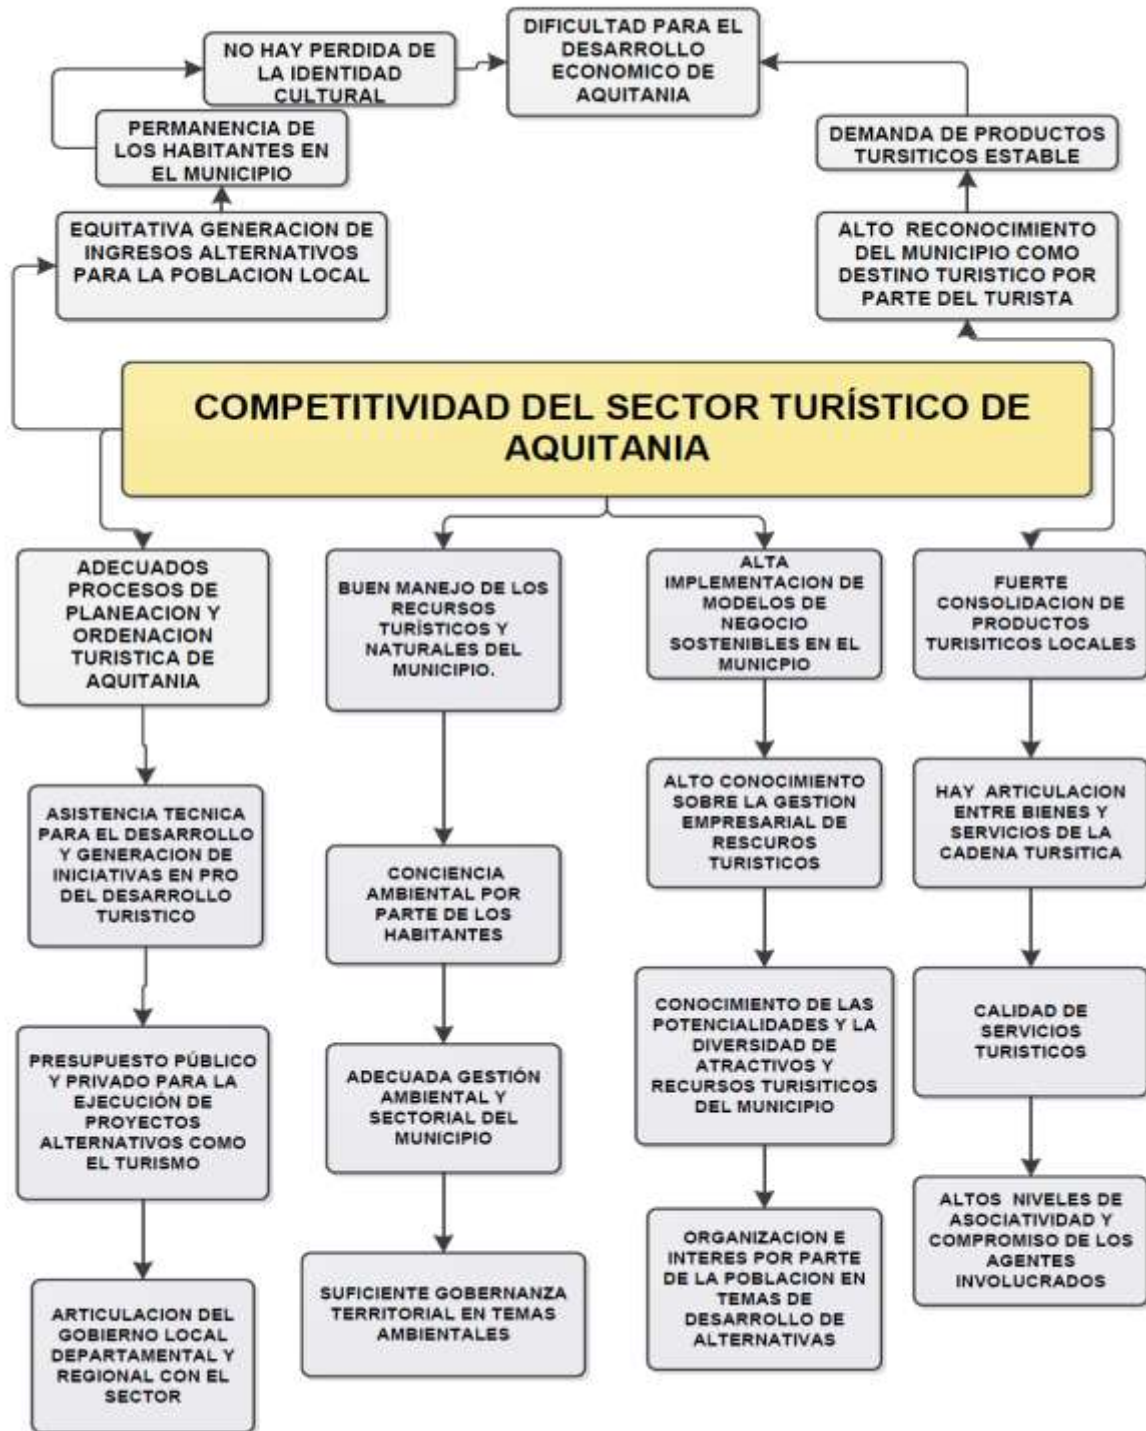 DIFICULTAD PARA EL
DESARROLLO
ECONOMICO DE
AQUITANIA
NO HAY PERDIDA DE
LA IDENTIDAD
CULTURAL
PERMANENCIA DE
LOS HABITANTES EN
EL MUNICIPIO
DEMANDA DE PRODUCTOS
TURSITICOS ESTABLE
EQUITATIVA GENERACION DE
INGRESOS ALTERNATIVOS
PARA LA POBLACION LOCAL
ALTO RECONOCIMIENTO
DEL MUNICIPIO COMO
DESTINO TURISTICO POR
PARTE DEL TURISTA
COMPETITIVIDAD DEL SECTOR TURÍSTICO DE
AQUITANIA
ADECUADOS
PROCESOS DE
PLANEACION Y
ORDENACION
TURISTICA DE
AQUITANIA
BUEN MANEJO DE LOS
RECURSOS
TURÍSTICOS Y
NATURALES DEL
MUNICIPIO.
ALTA
IMPLEMENTACION DE
MODELOS DE
NEGOCIO
SOSTENIBLES EN EL
MUNICPIO
FUERTE
CONSOLIDACION DE
PRODUCTOS
TURISITICOS LOCALES
ASISTENCIA TECNICA
PARA EL DESARROLLO
Y GENERACION DE
INICIATIVAS EN PRO
DEL DESARROLLO
TURISTICO
CONCIENCIA
AMBIENTAL POR
PARTE DE LOS
HABITANTES
ALTO CONOCIMIENTO
SOBRE LA GESTION
EMPRESARIAL DE
RESCUROS
TURISTICOS
HAY ARTICULACION
ENTRE BIENES Y
SERVICIOS DE LA
CADENA TURSITICA
PRESUPUESTO PÚBLICO
Y PRIVADO PARA LA
EJECUCIÓN DE
PROYECTOS
ALTERNATIVOS COMO
EL TURISMO
ADECUADA GESTIÓN
AMBIENTAL Y
SECTORIAL DEL
MUNICIPIO
CONOCIMIENTO DE LAS
POTENCIALIDADES Y LA
DIVERSIDAD DE
ATRACTIVOS Y
RECURSOS TURISITICOS
DEL MUNICIPIO
CALIDAD DE
SERVICIOS
TURISTICOS
ARTICULACION DEL
GOBIERNO LOCAL
DEPARTAMENTAL Y
REGIONAL CON EL
SECTOR
SUFICIENTE GOBERNANZA
TERRITORIAL EN TEMAS
AMBIENTALES
ORGANIZACION E
INTERES POR PARTE
DE LA POBLACION EN
TEMAS DE
DESARROLLO DE
ALTERNATIVAS
ALTOS NIVELES DE
ASOCIATIVIDAD Y
COMPROMISO DE LOS
AGENTES
INVOLUCRADOS